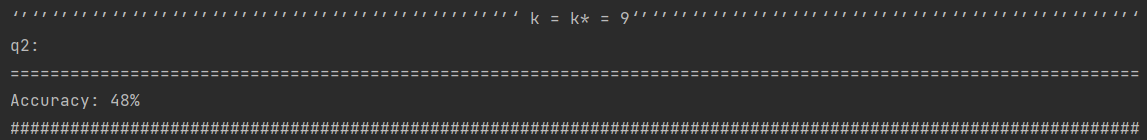 ‘’‘’‘’‘’‘’‘’‘’‘’‘’‘’‘’‘’‘’‘’‘’‘’‘’‘’‘’‘’‘’‘’‘’‘’‘’‘ k = k* = 9‘’‘’‘’‘’‘’‘’‘’‘’‘’‘’‘’‘’‘’‘’‘’‘’‘’‘’‘’‘’‘’‘’‘’‘’‘’‘
q2:
=================================================================================================================
Accuracy: 48%
#################################################################################################################